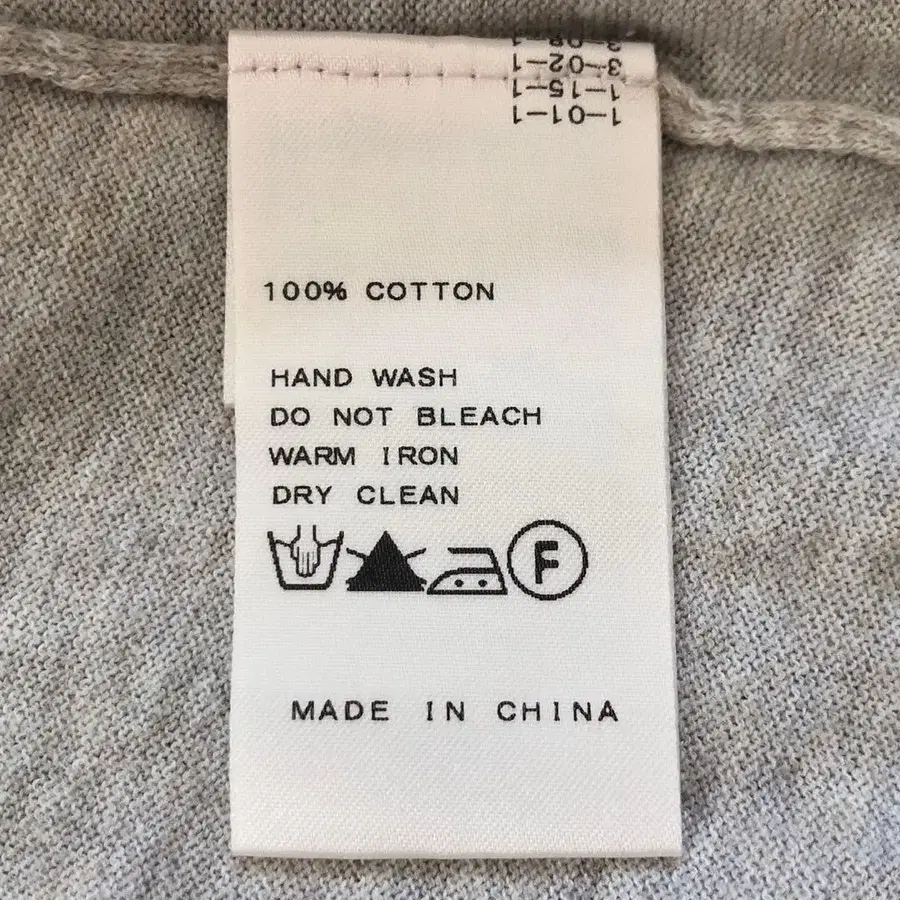 3-02-1
1-15-1
1-01-1
100% COTTON
HAND WASH
DO NOT BLEACH
WARM IRON
DRY CLEAN
F
MADE IN CHINA